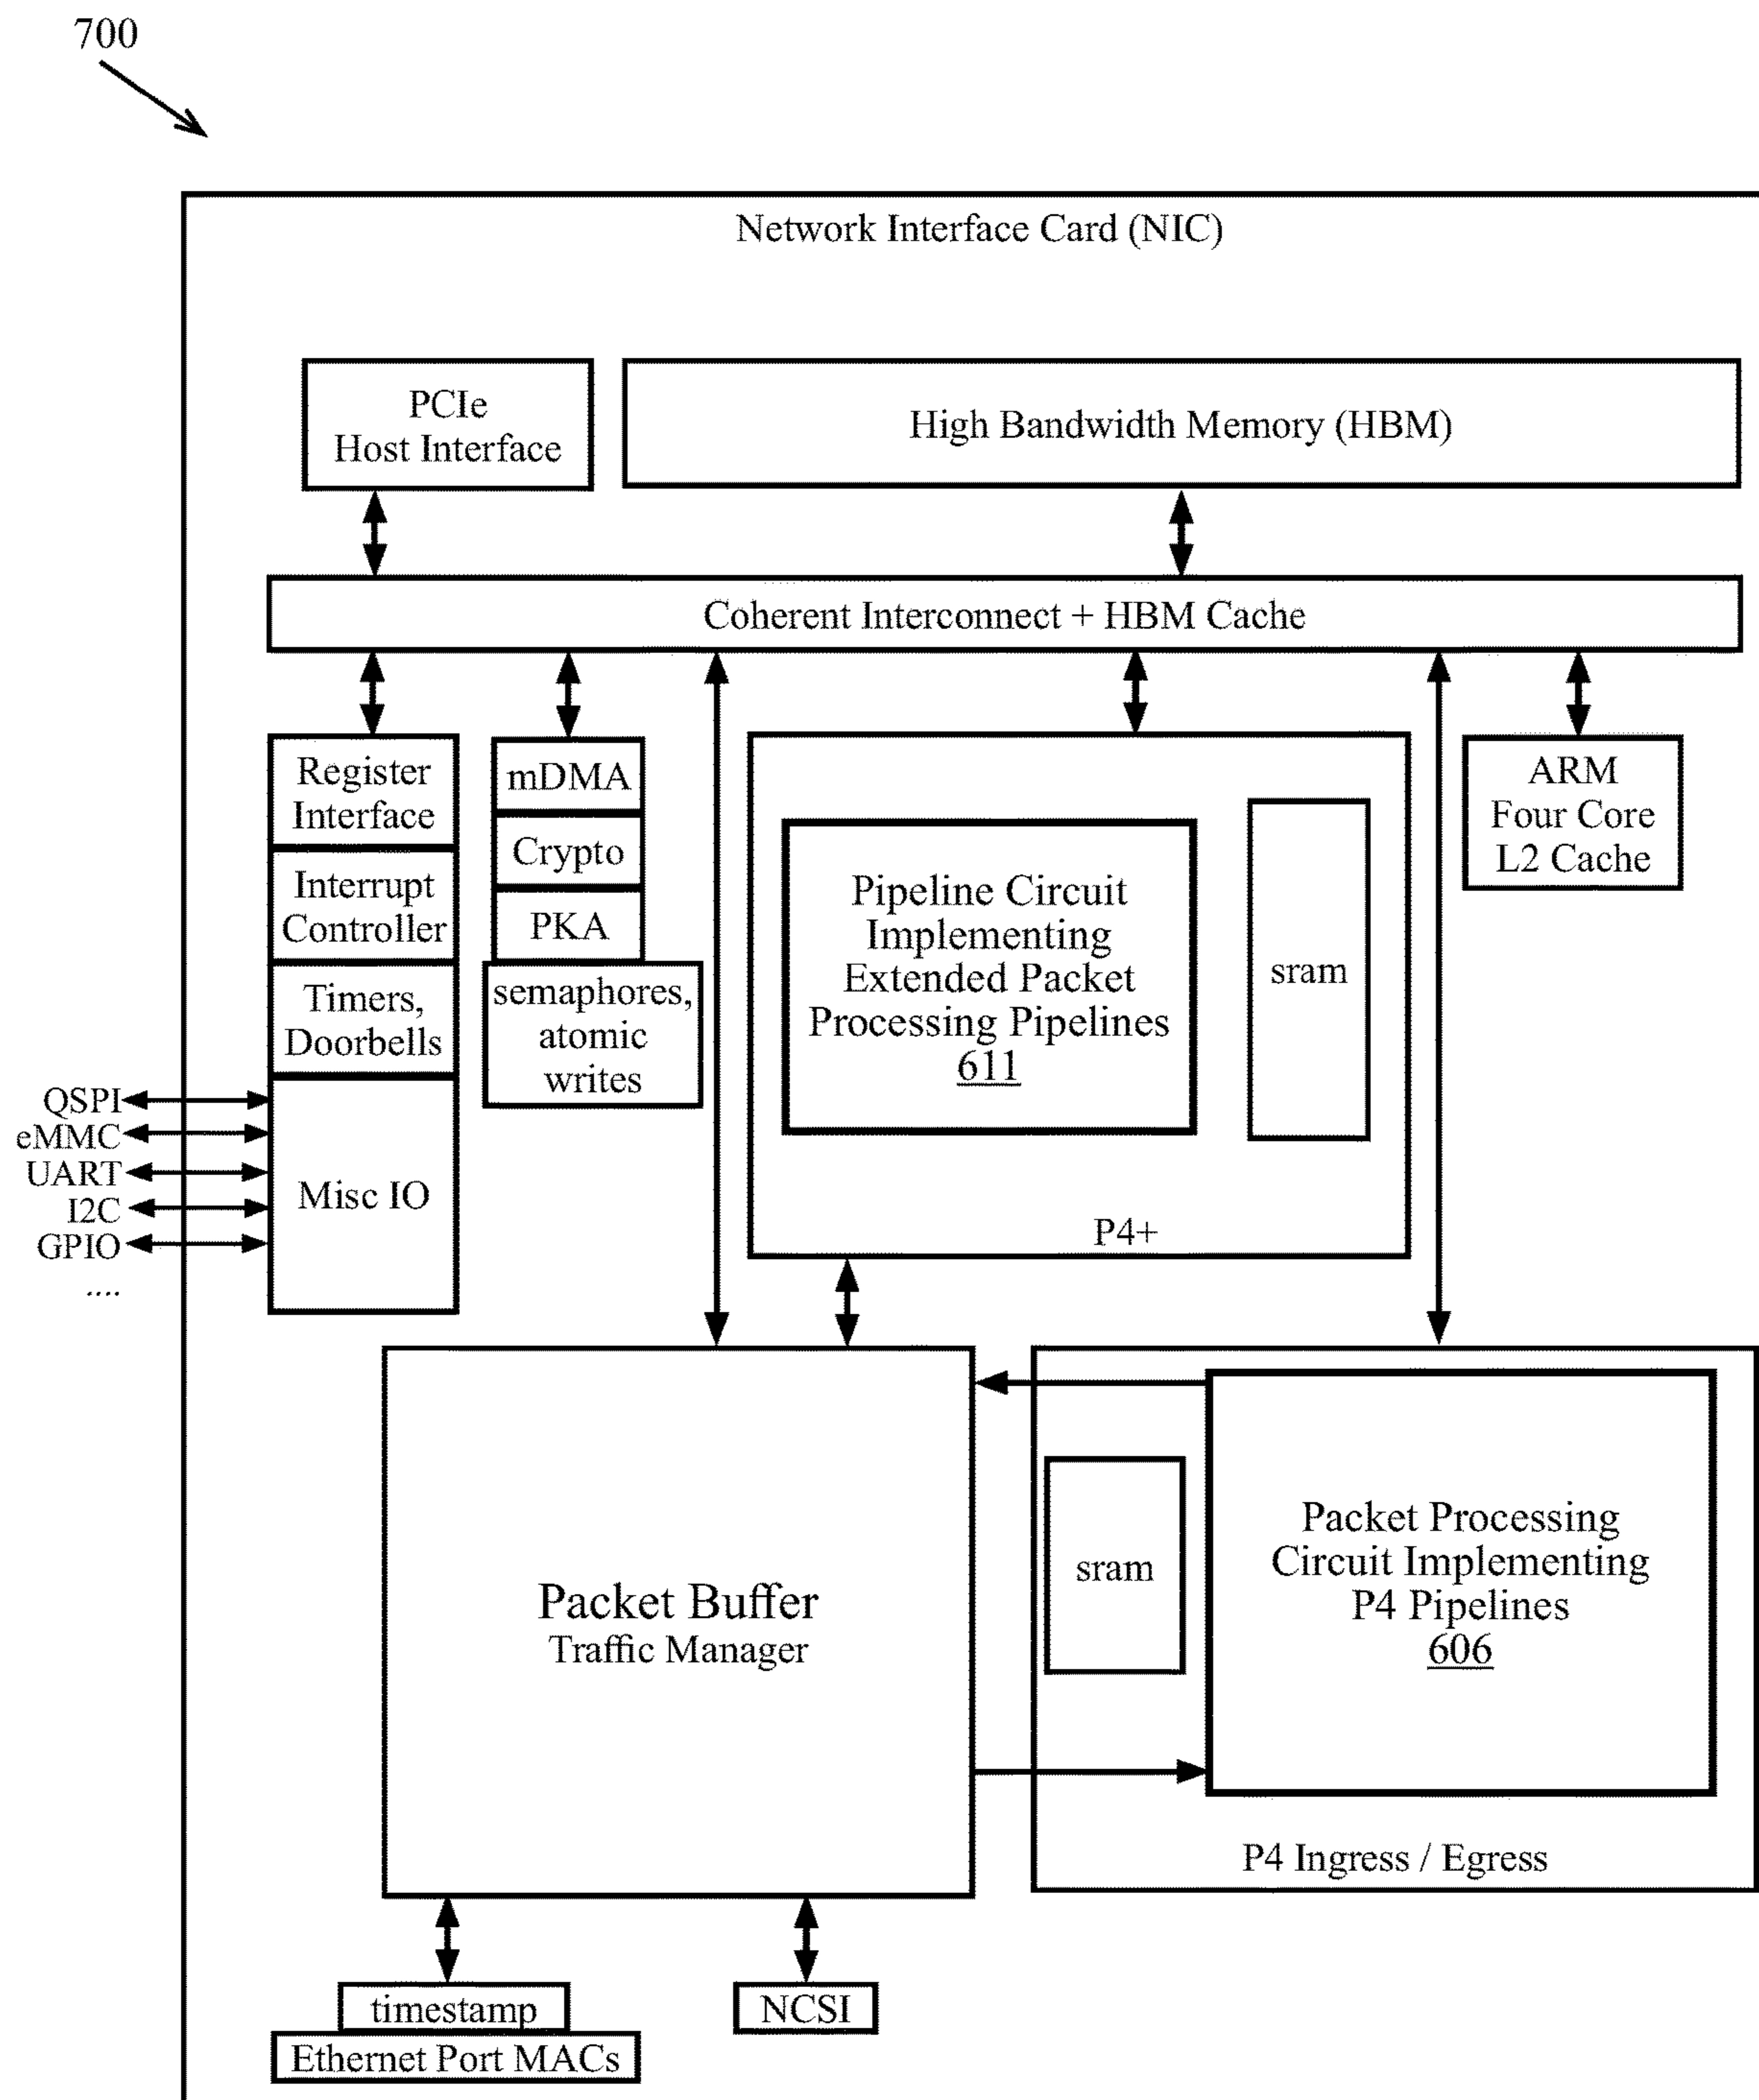 700
Network Interface Card (NIC)
PCIe
Host Interface
High Bandwidth Memory (HBM)
Coherent Interconnect + HBM Cache
Register
Interface
Interrupt
Controller
Timers,
Doorbells
Misc IO
QSPI
eMMC
UART
I2C
GPIO
....
mDMA
Crypto
PKA
semaphores,
atomic
writes
Pipeline Circuit
Implementing
Extended Packet
Processing Pipelines
611
sram
P4+
ARM
Four Core
L2 Cache
Packet Buffer
Traffic Manager
sram
Packet Processing
Circuit Implementing
P4 Pipelines
606
P4 Ingress / Egress
timestamp
Ethernet Port MACs
NCSI